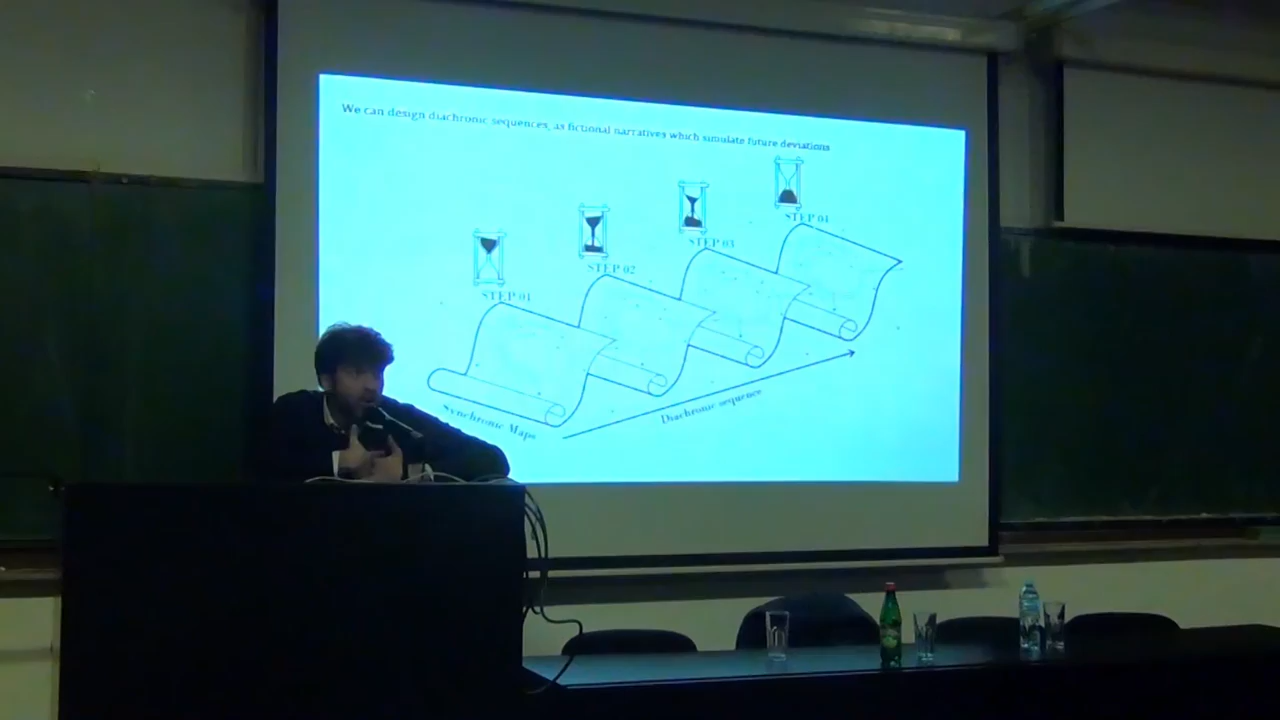 We can design diachronic sequences, as fictional narratives which simulate future deviations
STEP 04
STEP 03
STEP 02
STEP 01
Synchronic Maps
Diachronic sequence